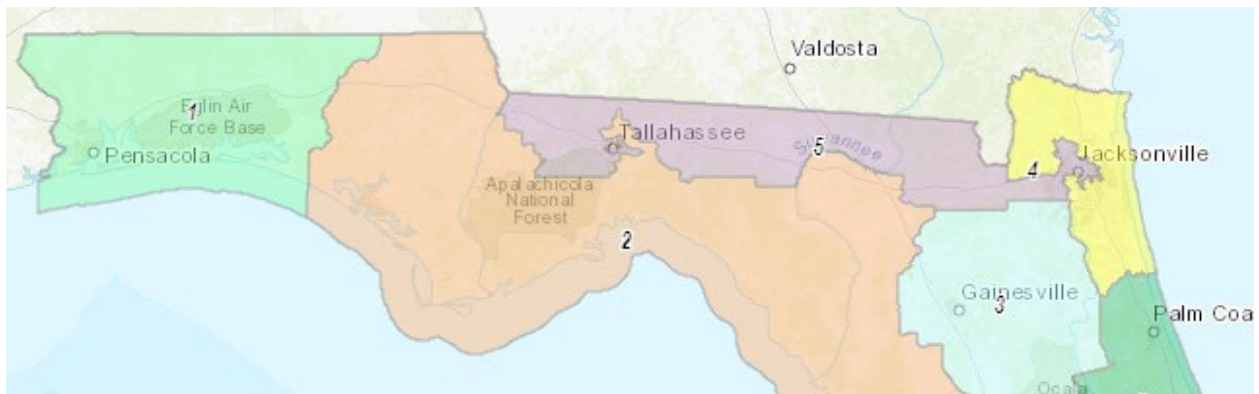 Valdosta
Eglin Air
Force Base
1
Pensacola
Tallahassee
Suwannee
5
Jacksonville
4
Apalachicola
National
Forest
2
Gainesville
3
Palm Coa
Ocala